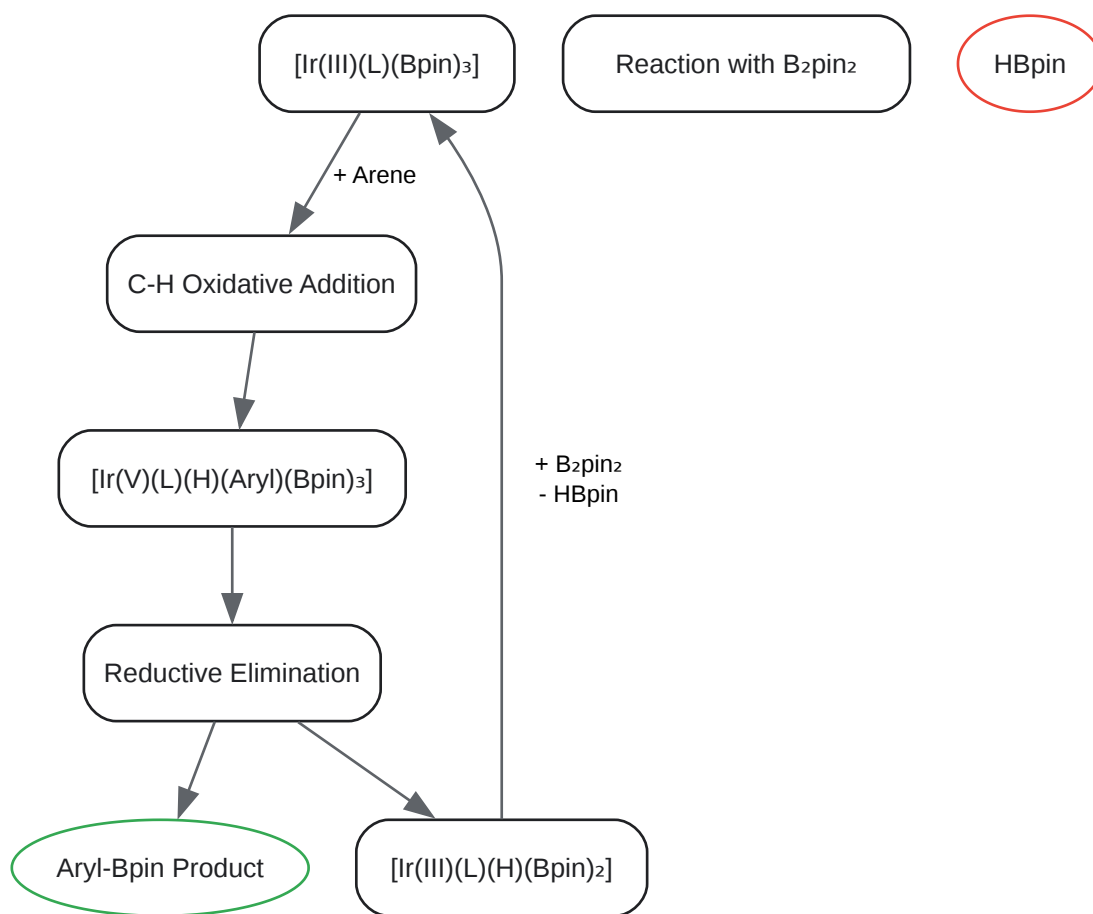 [Ir(III)(L)(Bpin)₃]
Reaction with B₂pin₂
HBpin
+ Arene
C-H Oxidative Addition
[Ir(V)(L)(H)(Aryl)(Bpin)₃]
+ B₂pin₂
- HBpin
Reductive Elimination
Aryl-Bpin Product
[Ir(III)(L)(H)(Bpin)₂]